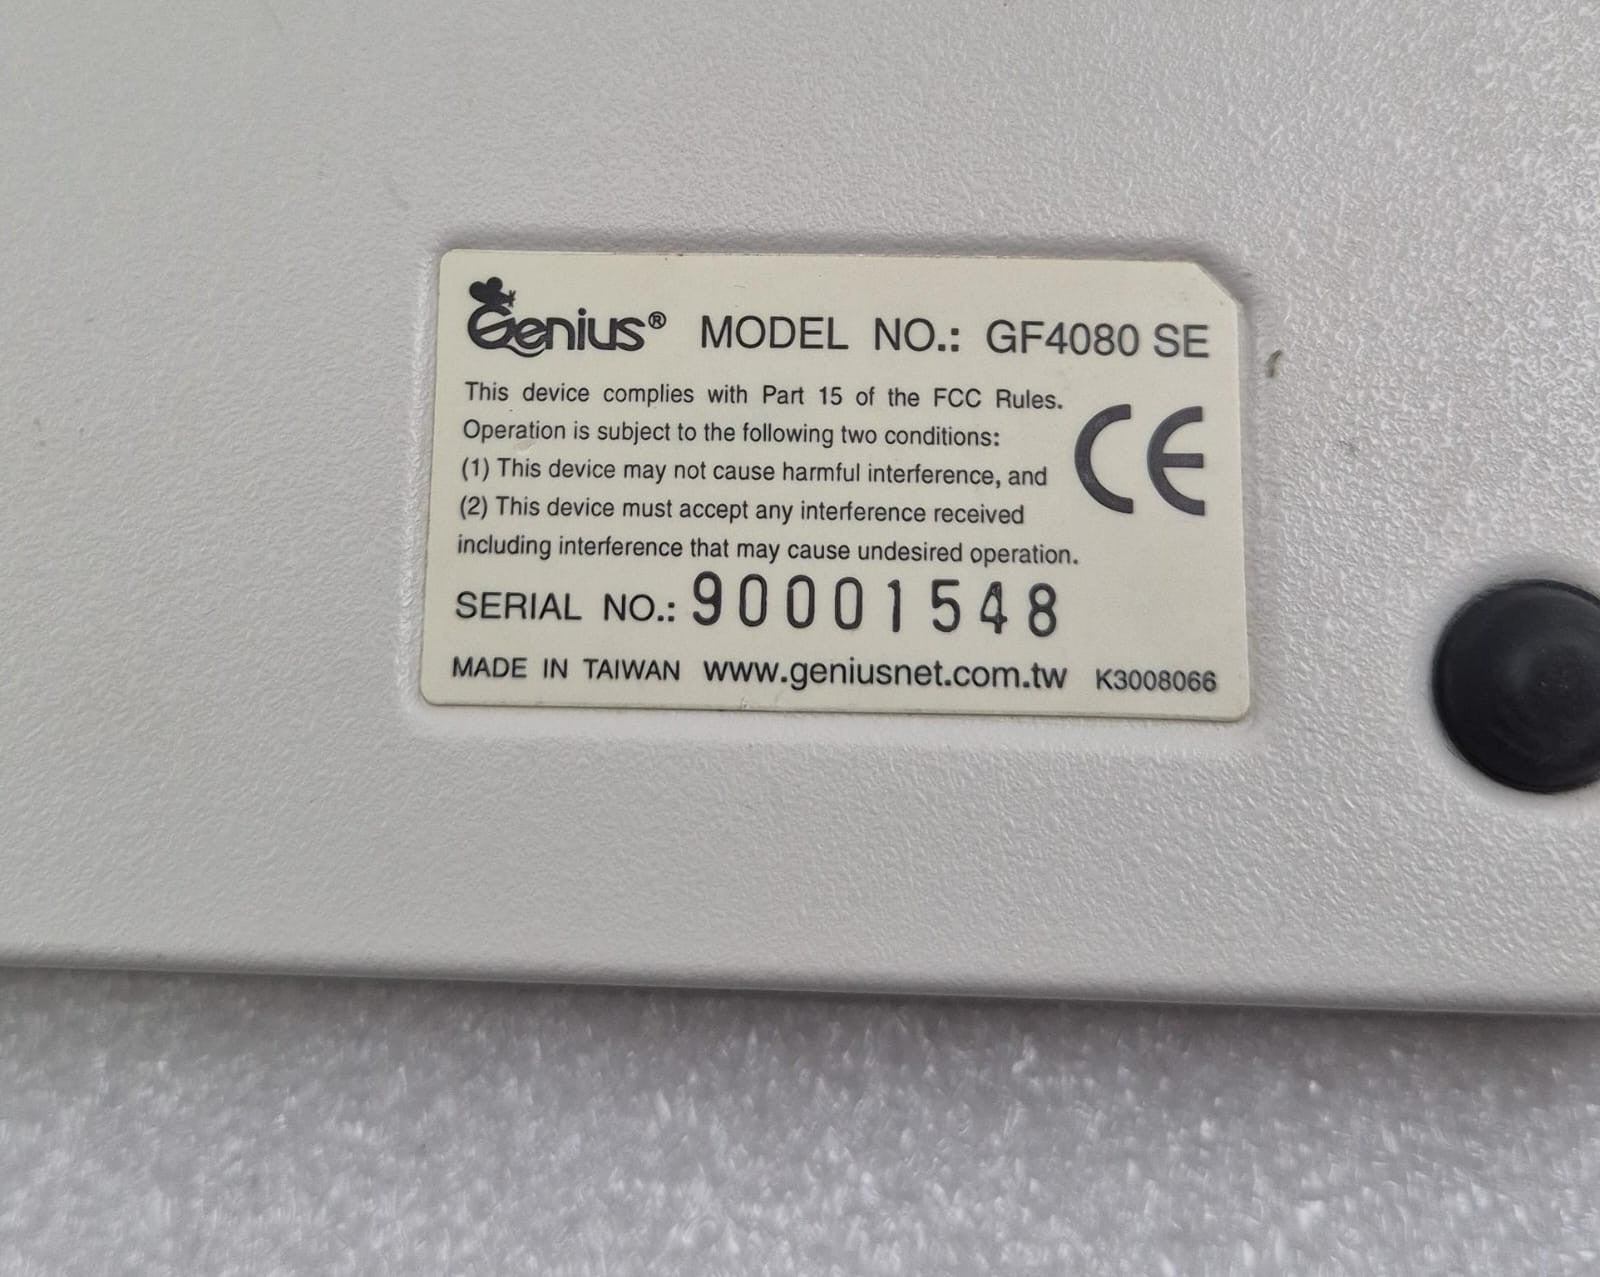 Genius® MODEL NO.: GF4080 SE
This device complies with Part 15 of the FCC Rules.
Operation is subject to the following two conditions:
(1) This device may not cause harmful interference, and
(2) This device must accept any interference received
including interference that may cause undesired operation.
CE
SERIAL NO.: 90001548
MADE IN TAIWAN www.geniusnet.com.tw K3008066